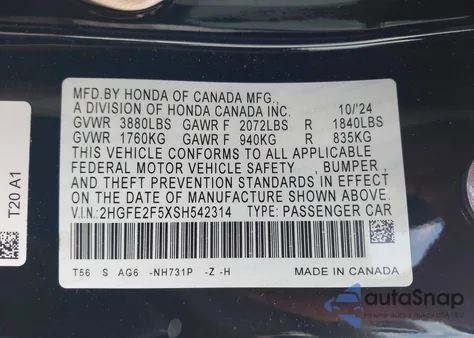 MFD.BY HONDA OF CANADA MFG.,
A DIVISION OF HONDA CANADA INC. 10/'24
GVWR 3880LBS GAWR F 2072LBS R 1840LBS
GVWR 1760KG GAWR F 940KG R 835KG
THIS VEHICLE CONFORMS TO ALL APPLICABLE
FEDERAL MOTOR VEHICLE SAFETY , BUMPER ,
AND THEFT PREVENTION STANDARDS IN EFFECT
ON THE DATE OF MANUFACTURE SHOWN ABOVE.
V.I.N: 2HGFE2F5XSH542314 TYPE: PASSENGER CAR
T56 S AG6 -NH731P -Z -H MADE IN CANADA
T20 A1
autoSnap